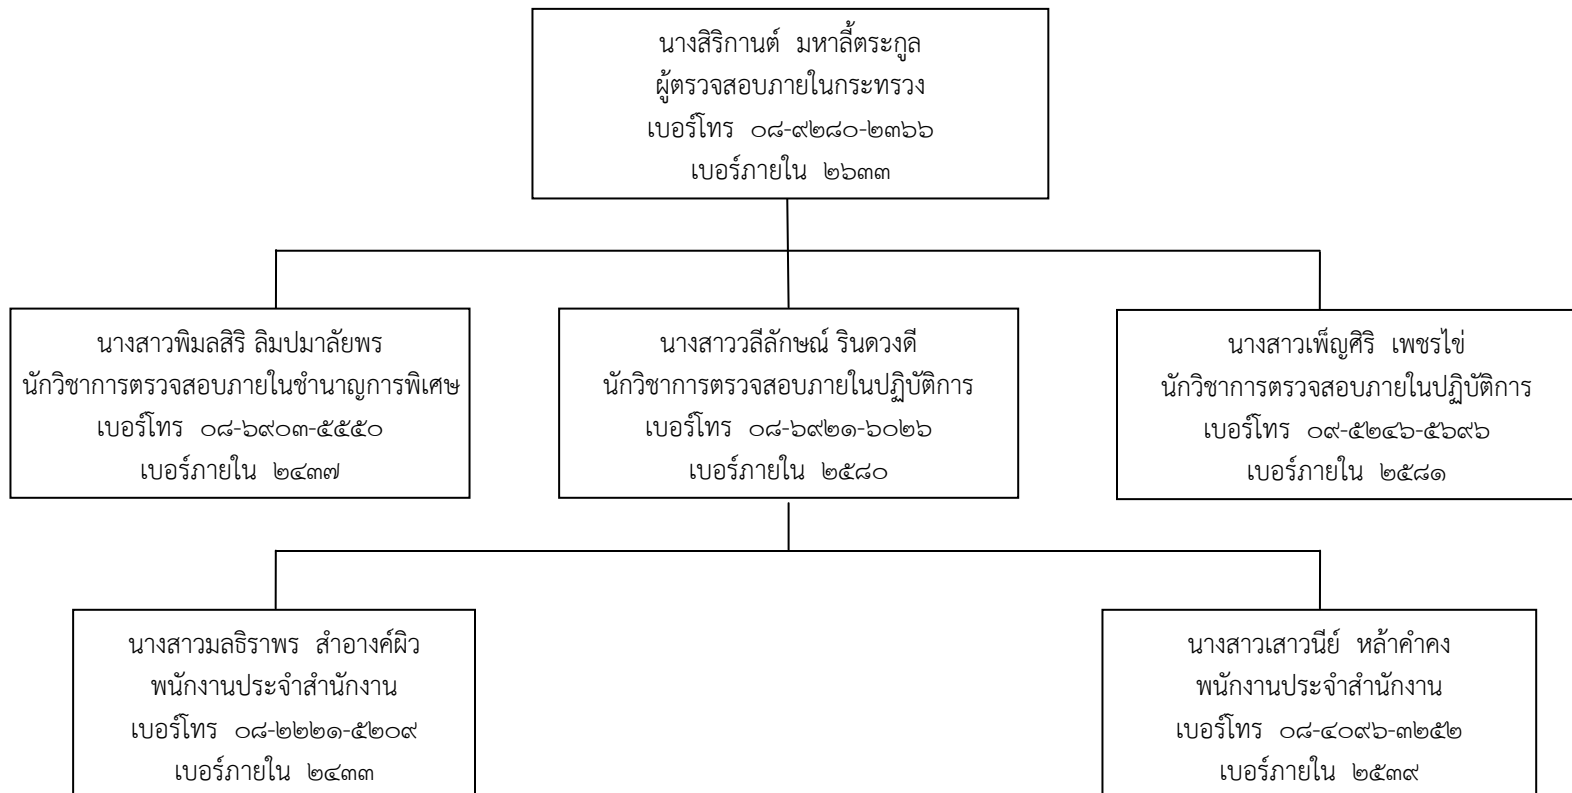 นางสิริกานต์ มหาลี้ตระกูล
ผู้ตรวจสอบภายในกระทรวง
เบอร์โทร ๐๘-๙๒๘๐-๒๓๖๖
เบอร์ภายใน ๒๖๓๓
นางสาวพิมลสิริ ลิมปมาลัยพร
นักวิชาการตรวจสอบภายในชำนาญการพิเศษ
เบอร์โทร ๐๘-๖๙๐๓-๕๕๕๐
เบอร์ภายใน ๒๔๓๗
นางสาววลีลักษณ์ รินดวงดี
นักวิชาการตรวจสอบภายในปฏิบัติการ
เบอร์โทร ๐๘-๖๙๒๑-๖๐๒๖
เบอร์ภายใน ๒๕๘๐
นางสาวเพ็ญศิริ เพชรไข่
นักวิชาการตรวจสอบภายในปฏิบัติการ
เบอร์โทร ๐๙-๕๒๔๖-๕๖๙๖
เบอร์ภายใน ๒๕๘๑
นางสาวมลธิราพร สำอางค์ผิว
พนักงานประจำสำนักงาน
เบอร์โทร ๐๘-๒๒๒๑-๕๒๐๙
เบอร์ภายใน ๒๔๓๓
นางสาวเสาวนีย์ หล้าคำคง
พนักงานประจำสำนักงาน
เบอร์โทร ๐๘-๔๐๙๖-๓๒๕๒
เบอร์ภายใน ๒๕๓๙